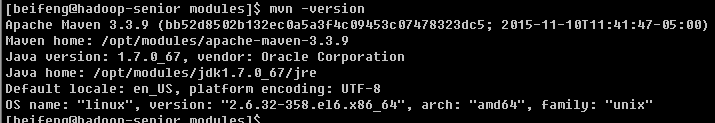 [beifeng@hadoop-senior modules]$ mvn -version
Apache Maven 3.3.9 (bb52d8502b132ec0a5a3f4c09453c07478323dc5; 2015-11-10T11:41:47-05:00)
Maven home: /opt/modules/apache-maven-3.3.9
Java version: 1.7.0_67, vendor: Oracle Corporation
Java home: /opt/modules/jdk1.7.0_67/jre
Default locale: en_US, platform encoding: UTF-8
OS name: "linux", version: "2.6.32-358.el6.x86_64", arch: "amd64", family: "unix"
[beifeng@hadoop-senior modules]$